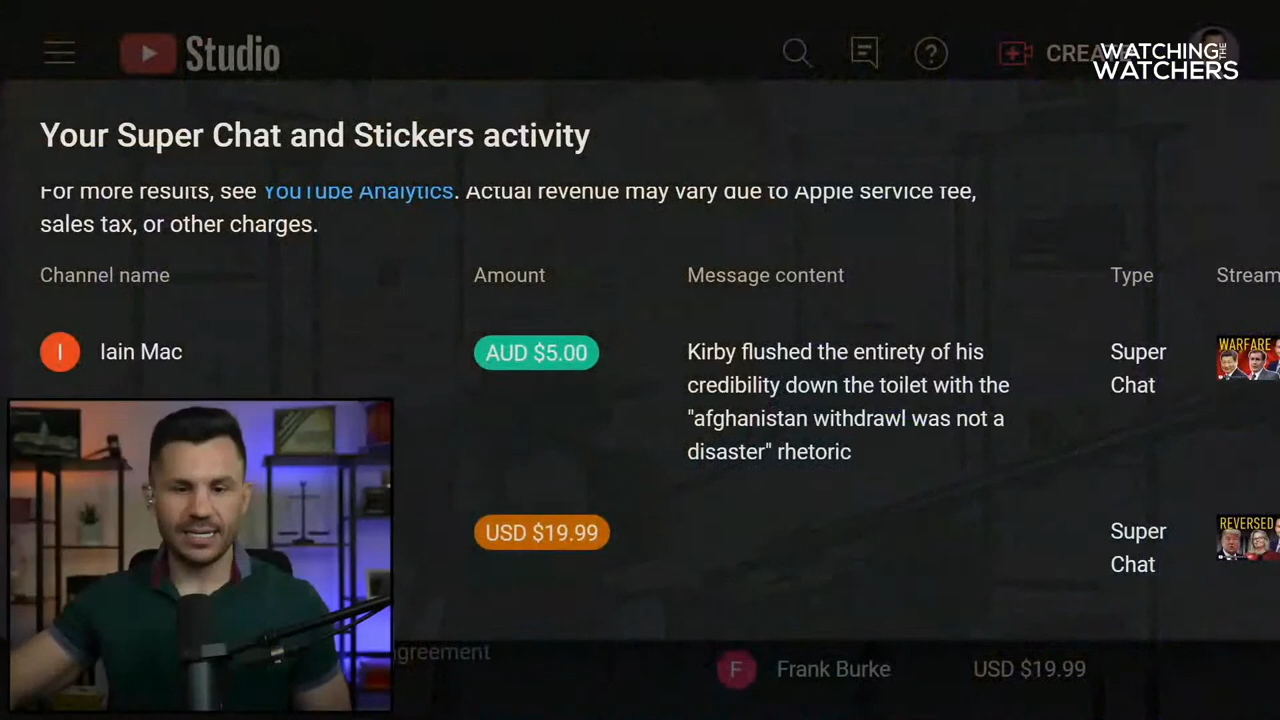 Studio
CREATE
WATCHING THE
WATCHERS
Your Super Chat and Stickers activity
For more results, see YouTube Analytics. Actual revenue may vary due to Apple service fee,
sales tax, or other charges.
Channel name Amount Message content Type Stream
I Iain Mac AUD $5.00 Kirby flushed the entirety of his Super WARFARE
credibility down the toilet with the Chat
"afghanistan withdrawl was not a
disaster" rhetoric
USD $19.99 Super REVERSED
Chat
agreement
F Frank Burke USD $19.99